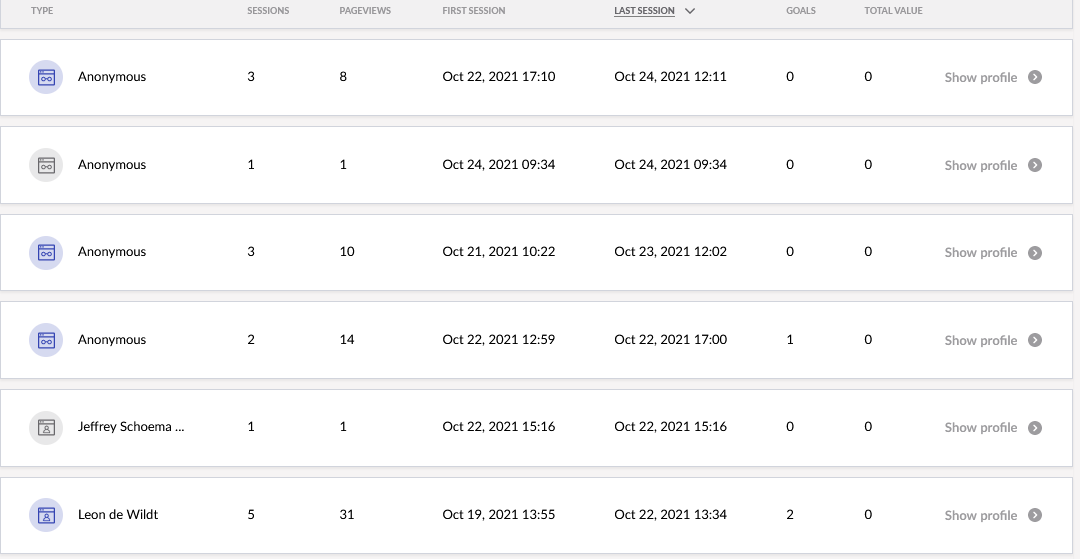 TYPE SESSIONS PAGEVIEWS FIRST SESSION LAST SESSION GOALS TOTAL VALUE
Anonymous 3 8 Oct 22, 2021 17:10 Oct 24, 2021 12:11 0 0 Show profile
Anonymous 1 1 Oct 24, 2021 09:34 Oct 24, 2021 09:34 0 0 Show profile
Anonymous 3 10 Oct 21, 2021 10:22 Oct 23, 2021 12:02 0 0 Show profile
Anonymous 2 14 Oct 22, 2021 12:59 Oct 22, 2021 17:00 1 0 Show profile
Jeffrey Schoema ... 1 1 Oct 22, 2021 15:16 Oct 22, 2021 15:16 0 0 Show profile
Leon de Wildt 5 31 Oct 19, 2021 13:55 Oct 22, 2021 13:34 2 0 Show profile